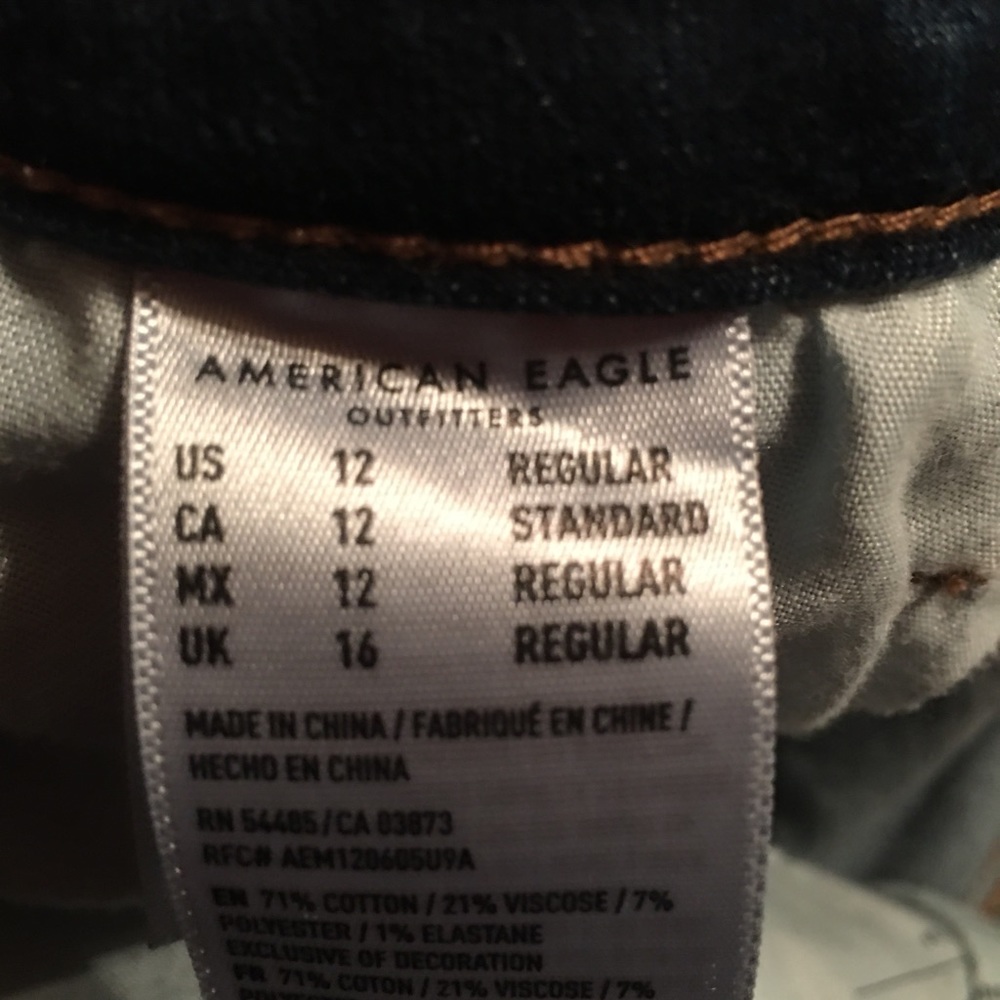 AMERICAN EAGLE
OUTFITTERS
US 12 REGULAR
CA 12 STANDARD
MX 12 REGULAR
UK 16 REGULAR
MADE IN CHINA / FABRIQUÉ EN CHINE /
HECHO EN CHINA
RN 54485/CA 03873
RFC# AEM120605U9A
EN 71% COTTON / 21% VISCOSE / 7%
POLYESTER / 1% ELASTANE
EXCLUSIVE OF DECORATION
FR 71% COTON / 21% VISCOSE / 7%